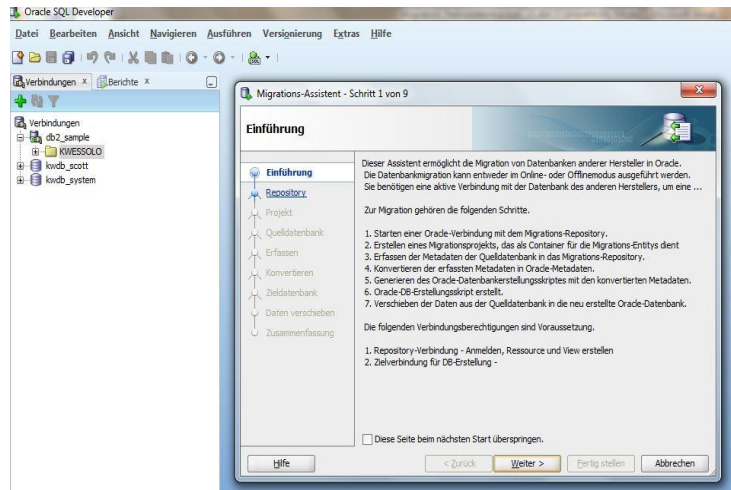 Oracle SQL Developer
Datei Bearbeiten Ansicht Navigieren Ausführen Versionierung Extras Hilfe
Verbindungen x Berichte x
Verbindungen
db2_sample
KWESSOLO
kwdb_scott
kwdb_system
Migrations-Assistent - Schritt 1 von 9
Einführung
Einführung
Repository
Projekt
Quelldatenbank
Erfassen
Konvertieren
Zieldatenbank
Daten verschieben
Zusammenfassung
Dieser Assistent ermöglicht die Migration von Datenbanken anderer Hersteller in Oracle.
Die Datenbankmigration kann entweder im Online- oder Offlinemodus ausgeführt werden.
Sie benötigen eine aktive Verbindung mit der Datenbank des anderen Herstellers, um eine ...
Zur Migration gehören die folgenden Schritte.
1. Starten einer Oracle-Verbindung mit dem Migrations-Repository.
2. Erstellen eines Migrationsprojekts, das als Container für die Migrations-Entitys dient
3. Erfassen der Metadaten der Quelldatenbank in das Migrations-Repository.
4. Konvertieren der erfassten Metadaten in Oracle-Metadaten.
5. Generieren des Oracle-Datenbankerstellungsskriptes mit den konvertierten Metadaten.
6. Oracle-DB-Erstellungsskript erstellt.
7. Verschieben der Daten aus der Quelldatenbank in die neu erstellte Oracle-Datenbank.
Die folgenden Verbindungsberechtigungen sind Voraussetzung.
1. Repository-Verbindung - Anmelden, Ressource und View erstellen
2. Zielverbindung für DB-Erstellung -
Diese Seite beim nächsten Start überspringen.
Hilfe < Zurück Weiter > Fertig stellen Abbrechen